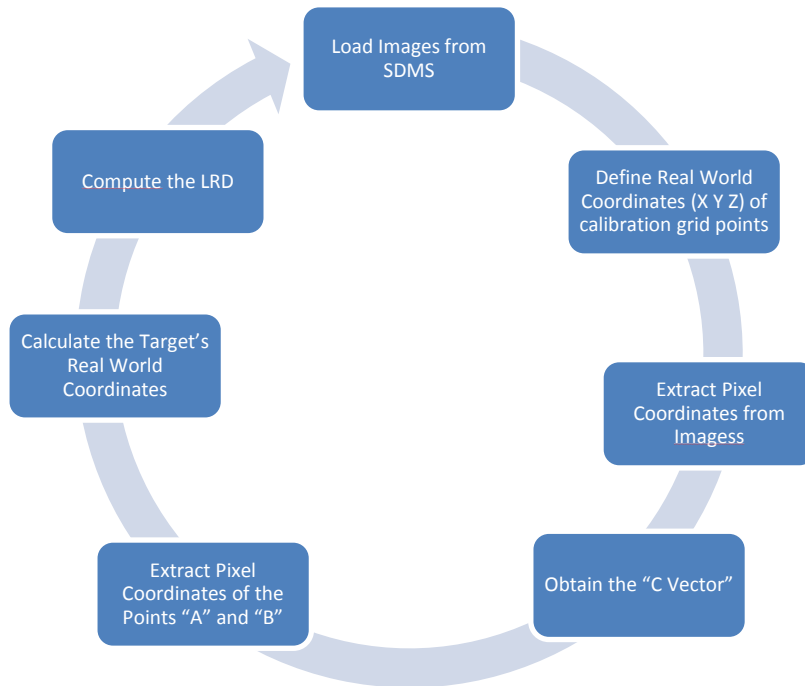 Load Images from
SDMS
Define Real World
Coordinates (X Y Z) of
calibration grid points
Extract Pixel
Coordinates from
Imagess
Obtain the “C Vector”
Extract Pixel
Coordinates of the
Points “A” and “B”
Calculate the Target’s
Real World
Coordinates
Compute the LRD